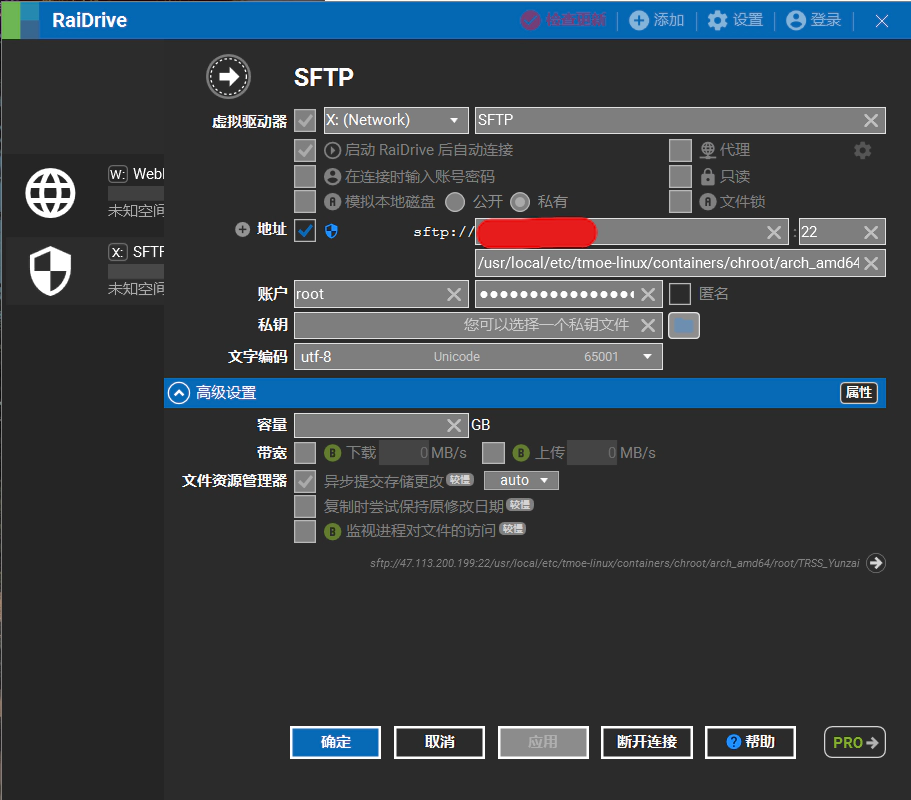 RaiDrive 检查更新 添加 设置 登录
SFTP
虚拟驱动器 X: (Network) SFTP
启动 RaiDrive 后自动连接 代理
在连接时输入账号密码 只读
A 模拟本地磁盘 公开 私有 A 文件锁
W: Webl
未知空间
X: SFTF
未知空间
地址 sftp:// : 22
/usr/local/etc/tmoe-linux/containers/chroot/arch_amd64
账户 root ●●●●●●●●●●●●●●● 匿名
私钥 您可以选择一个私钥文件
文字编码 utf-8 Unicode 65001
高级设置 属性
容量 GB
带宽 B 下载 0 MB/s B 上传 0 MB/s
文件资源管理器 异步提交存储更改 较慢 auto
复制时尝试保持原修改日期 较慢
B 监视进程对文件的访问 较慢
sftp://47.113.200.199:22/usr/local/etc/tmoe-linux/containers/chroot/arch_amd64/root/TRSS_Yunzai
确定 取消 应用 断开连接 ? 帮助 PRO